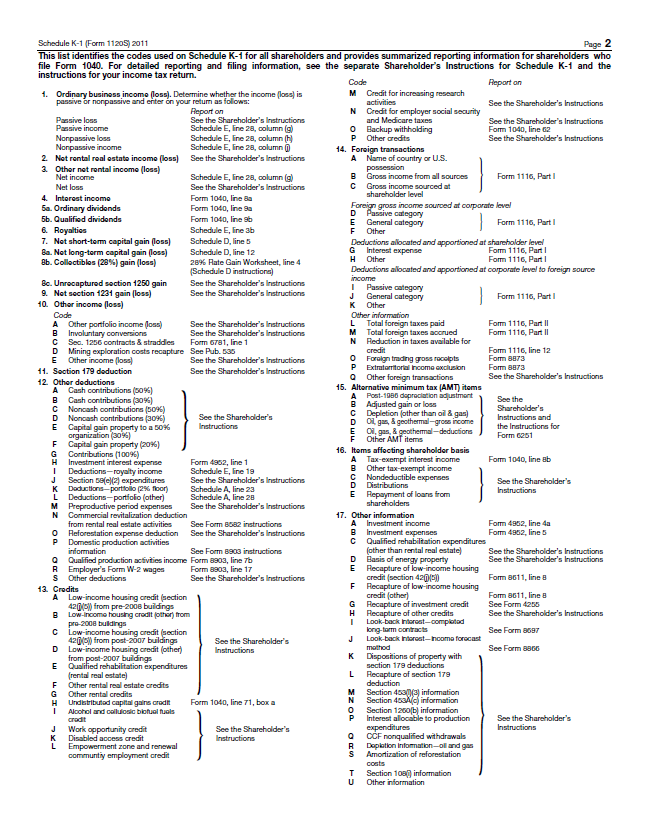 Schedule K-1 (Form 1120S) 2011 Page 2
This list identifies the codes used on Schedule K-1 for all shareholders and provides summarized reporting information for shareholders who
file Form 1040. For detailed reporting and filing information, see the separate Shareholder's Instructions for Schedule K-1 and the
instructions for your income tax return.
1. Ordinary business income (loss). Determine whether the income (loss) is
passive or nonpassive and enter on your return as follows:
Report on
Passive loss See the Shareholder's Instructions
Passive income Schedule E, line 28, column (g)
Nonpassive loss Schedule E, line 28, column (h)
Nonpassive income Schedule E, line 28, column (j)
2. Net rental real estate income (loss) See the Shareholder's Instructions
3. Other net rental income (loss)
Net income Schedule E, line 28, column (g)
Net loss See the Shareholder's Instructions
4. Interest income Form 1040, line 8a
5a. Ordinary dividends Form 1040, line 9a
5b. Qualified dividends Form 1040, line 9b
6. Royalties Schedule E, line 3b
7. Net short-term capital gain (loss) Schedule D, line 5
8a. Net long-term capital gain (loss) Schedule D, line 12
8b. Collectibles (28%) gain (loss) 28% Rate Gain Worksheet, line 4
(Schedule D instructions)
8c. Unrecaptured section 1250 gain See the Shareholder's Instructions
9. Net section 1231 gain (loss) See the Shareholder's Instructions
10. Other income (loss)
Code
A Other portfolio income (loss) See the Shareholder's Instructions
B Involuntary conversions See the Shareholder's Instructions
C Sec. 1256 contracts & straddles Form 6781, line 1
D Mining exploration costs recapture See Pub. 535
E Other income (loss) See the Shareholder's Instructions
11. Section 179 deduction See the Shareholder's Instructions
12. Other deductions
A Cash contributions (50%)
B Cash contributions (30%)
C Noncash contributions (50%)
D Noncash contributions (30%) See the Shareholder's
E Capital gain property to a 50% Instructions
organization (30%)
F Capital gain property (20%)
G Contributions (100%)
H Investment interest expense Form 4952, line 1
I Deductions—royalty income Schedule E, line 19
J Section 59(e)(2) expenditures See the Shareholder's Instructions
K Deductions—portfolio (2% floor) Schedule A, line 23
L Deductions—portfolio (other) Schedule A, line 28
M Preproductive period expenses See the Shareholder's Instructions
N Commercial revitalization deduction
from rental real estate activities See Form 8582 instructions
O Reforestation expense deduction See the Shareholder's Instructions
P Domestic production activities
information See Form 8903 instructions
Q Qualified production activities income Form 8903, line 7b
R Employer's Form W-2 wages Form 8903, line 17
S Other deductions See the Shareholder's Instructions
13. Credits
A Low-income housing credit (section
42(j)(5)) from pre-2008 buildings
B Low-income housing credit (other) from
pre-2008 buildings
C Low-income housing credit (section
42(j)(5)) from post-2007 buildings See the Shareholder's
D Low-income housing credit (other) Instructions
from post-2007 buildings
E Qualified rehabilitation expenditures
(rental real estate)
F Other rental real estate credits
G Other rental credits
H Undistributed capital gains credit Form 1040, line 71, box a
I Alcohol and cellulosic biofuel fuels
credit
J Work opportunity credit See the Shareholder's
K Disabled access credit Instructions
L Empowerment zone and renewal
communtiy employment credit
Code Report on
M Credit for increasing research
activities See the Shareholder's Instructions
N Credit for employer social security
and Medicare taxes See the Shareholder's Instructions
O Backup withholding Form 1040, line 62
P Other credits See the Shareholder's Instructions
14. Foreign transactions
A Name of country or U.S.
possession
B Gross income from all sources Form 1116, Part I
C Gross income sourced at
shareholder level
Foreign gross income sourced at corporate level
D Passive category
E General category Form 1116, Part I
F Other
Deductions allocated and apportioned at shareholder level
G Interest expense Form 1116, Part I
H Other Form 1116, Part I
Deductions allocated and apportioned at corporate level to foreign source
income
I Passive category
J General category Form 1116, Part I
K Other
Other information
L Total foreign taxes paid Form 1116, Part II
M Total foreign taxes accrued Form 1116, Part II
N Reduction in taxes available for
credit Form 1116, line 12
O Foreign trading gross receipts Form 8873
P Extraterritorial income exclusion Form 8873
Q Other foreign transactions See the Shareholder's Instructions
15. Alternative minimum tax (AMT) items
A Post-1986 depreciation adjustment
B Adjusted gain or loss See the
C Depletion (other than oil & gas) Shareholder's
D Oil, gas, & geothermal—gross income Instructions and
E Oil, gas, & geothermal—deductions the Instructions for
F Other AMT items Form 6251
16. Items affecting shareholder basis
A Tax-exempt interest income Form 1040, line 8b
B Other tax-exempt income
C Nondeductible expenses See the Shareholder's
D Distributions Instructions
E Repayment of loans from
shareholders
17. Other information
A Investment income Form 4952, line 4a
B Investment expenses Form 4952, line 5
C Qualified rehabilitation expenditures
(other than rental real estate) See the Shareholder's Instructions
D Basis of energy property See the Shareholder's Instructions
E Recapture of low-income housing
credit (section 42(j)(5)) Form 8611, line 8
F Recapture of low-income housing
credit (other) Form 8611, line 8
G Recapture of investment credit See Form 4255
H Recapture of other credits See the Shareholder's Instructions
I Look-back interest—completed
long-term contracts See Form 8697
J Look-back interest—income forecast
method See Form 8866
K Dispositions of property with
section 179 deductions
L Recapture of section 179
deduction
M Section 453(l)(3) information
N Section 453A(c) information
O Section 1260(b) information
P Interest allocable to production See the Shareholder's
expenditures Instructions
Q CCF nonqualified withdrawals
R Depletion information—oil and gas
S Amortization of reforestation
costs
T Section 108(i) information
U Other information